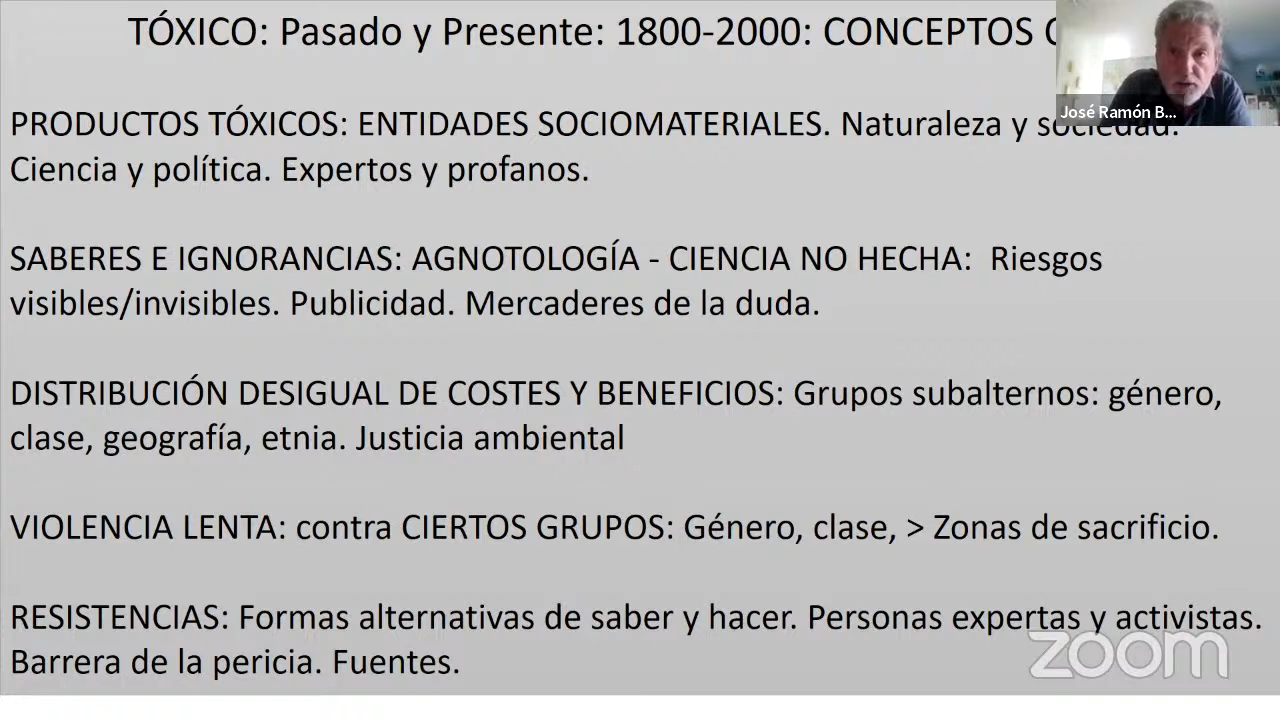 TÓXICO: Pasado y Presente: 1800-2000: CONCEPTOS
José Ramón B...
PRODUCTOS TÓXICOS: ENTIDADES SOCIOMATERIALES. Naturaleza y sociedad.
Ciencia y política. Expertos y profanos.
SABERES E IGNORANCIAS: AGNOTOLOGÍA - CIENCIA NO HECHA: Riesgos
visibles/invisibles. Publicidad. Mercaderes de la duda.
DISTRIBUCIÓN DESIGUAL DE COSTES Y BENEFICIOS: Grupos subalternos: género,
clase, geografía, etnia. Justicia ambiental
VIOLENCIA LENTA: contra CIERTOS GRUPOS: Género, clase, > Zonas de sacrificio.
RESISTENCIAS: Formas alternativas de saber y hacer. Personas expertas y activistas.
Barrera de la pericia. Fuentes.
zoom